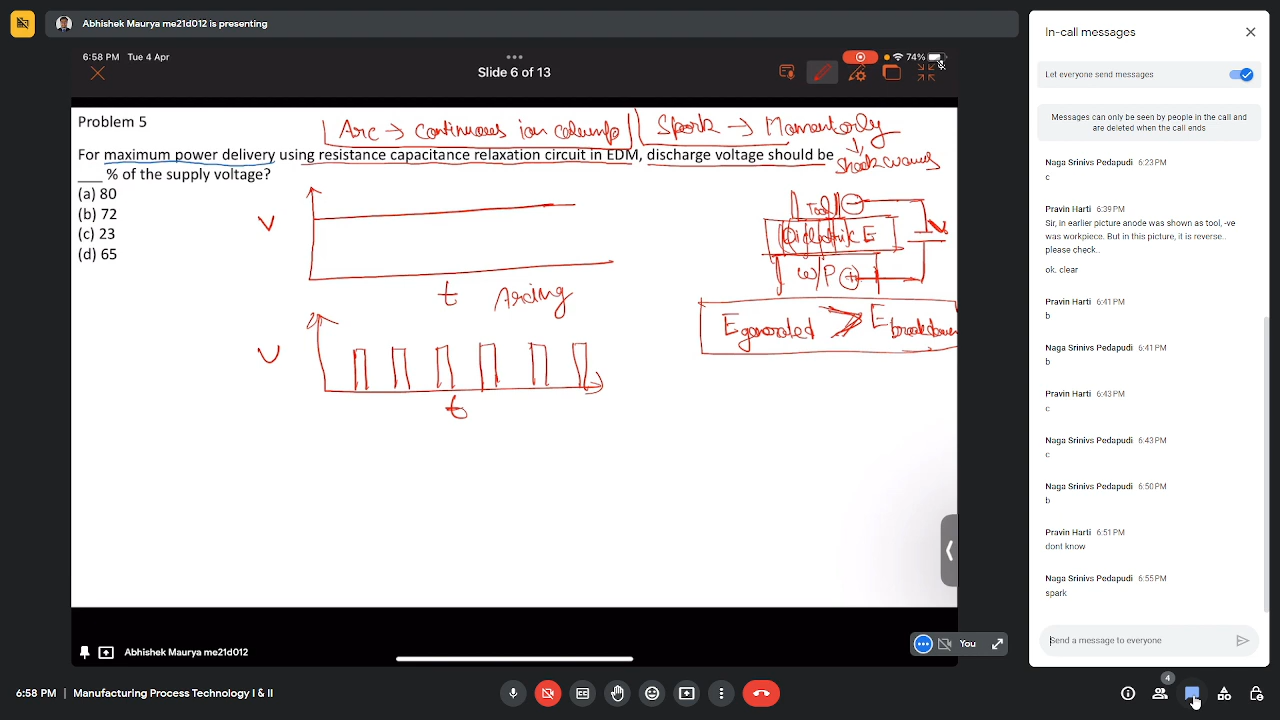 Abhishek Maurya me21d012 is presenting
6:58 PM Tue 4 Apr
74%
Slide 6 of 13
Problem 5
Arc → continuous ion column
Spark → Momentarily
For maximum power delivery using resistance capacitance relaxation circuit in EDM, discharge voltage should be
___ % of the supply voltage?
(a) 80
(b) 72
(c) 23
(d) 65
V
t Arcing
V
t
Tool
Dielectric E
W/P
V
E generated >> E breakdown
Abhishek Maurya me21d012
You
6:58 PM | Manufacturing Process Technology I & II
4
In-call messages
Let everyone send messages
Messages can only be seen by people in the call and
are deleted when the call ends
Naga Srinivs Pedapudi 6:23 PM
c
Pravin Harti 6:39 PM
Sir, in earlier picture anode was shown as tool, -ve
was workpiece. But in this picture, it is reverse..
please check..
ok. clear
Pravin Harti 6:41 PM
b
Naga Srinivs Pedapudi 6:41 PM
b
Pravin Harti 6:43 PM
c
Naga Srinivs Pedapudi 6:43 PM
c
Naga Srinivs Pedapudi 6:50 PM
b
Pravin Harti 6:51 PM
dont know
Naga Srinivs Pedapudi 6:55 PM
spark
Send a message to everyone